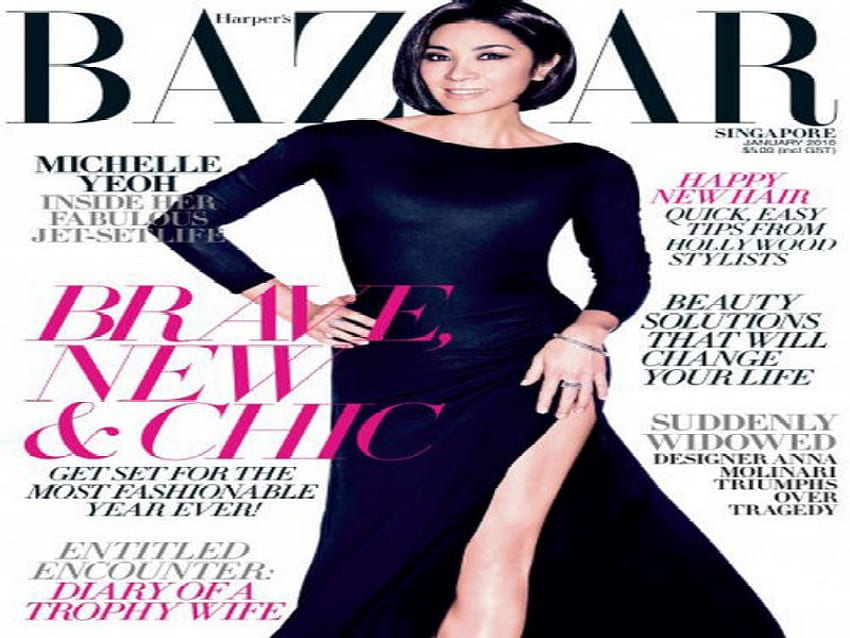 Harper's
BAZAAR
SINGAPORE
JANUARY 2010
$5.00 (incl GST)
MICHELLE
YEOH
INSIDE HER
FABULOUS
JET-SET LIFE
HAPPY
NEW HAIR
QUICK, EASY
TIPS FROM
HOLLYWOOD
STYLISTS
BRAVE,
NEW
& CHIC
GET SET FOR THE
MOST FASHIONABLE
YEAR EVER!
BEAUTY
SOLUTIONS
THAT WILL
CHANGE
YOUR LIFE
SUDDENLY
WIDOWED
DESIGNER ANNA
MOLINARI
TRIUMPHS
OVER
TRAGEDY
ENTITLED
ENCOUNTER:
DIARY OF A
TROPHY WIFE